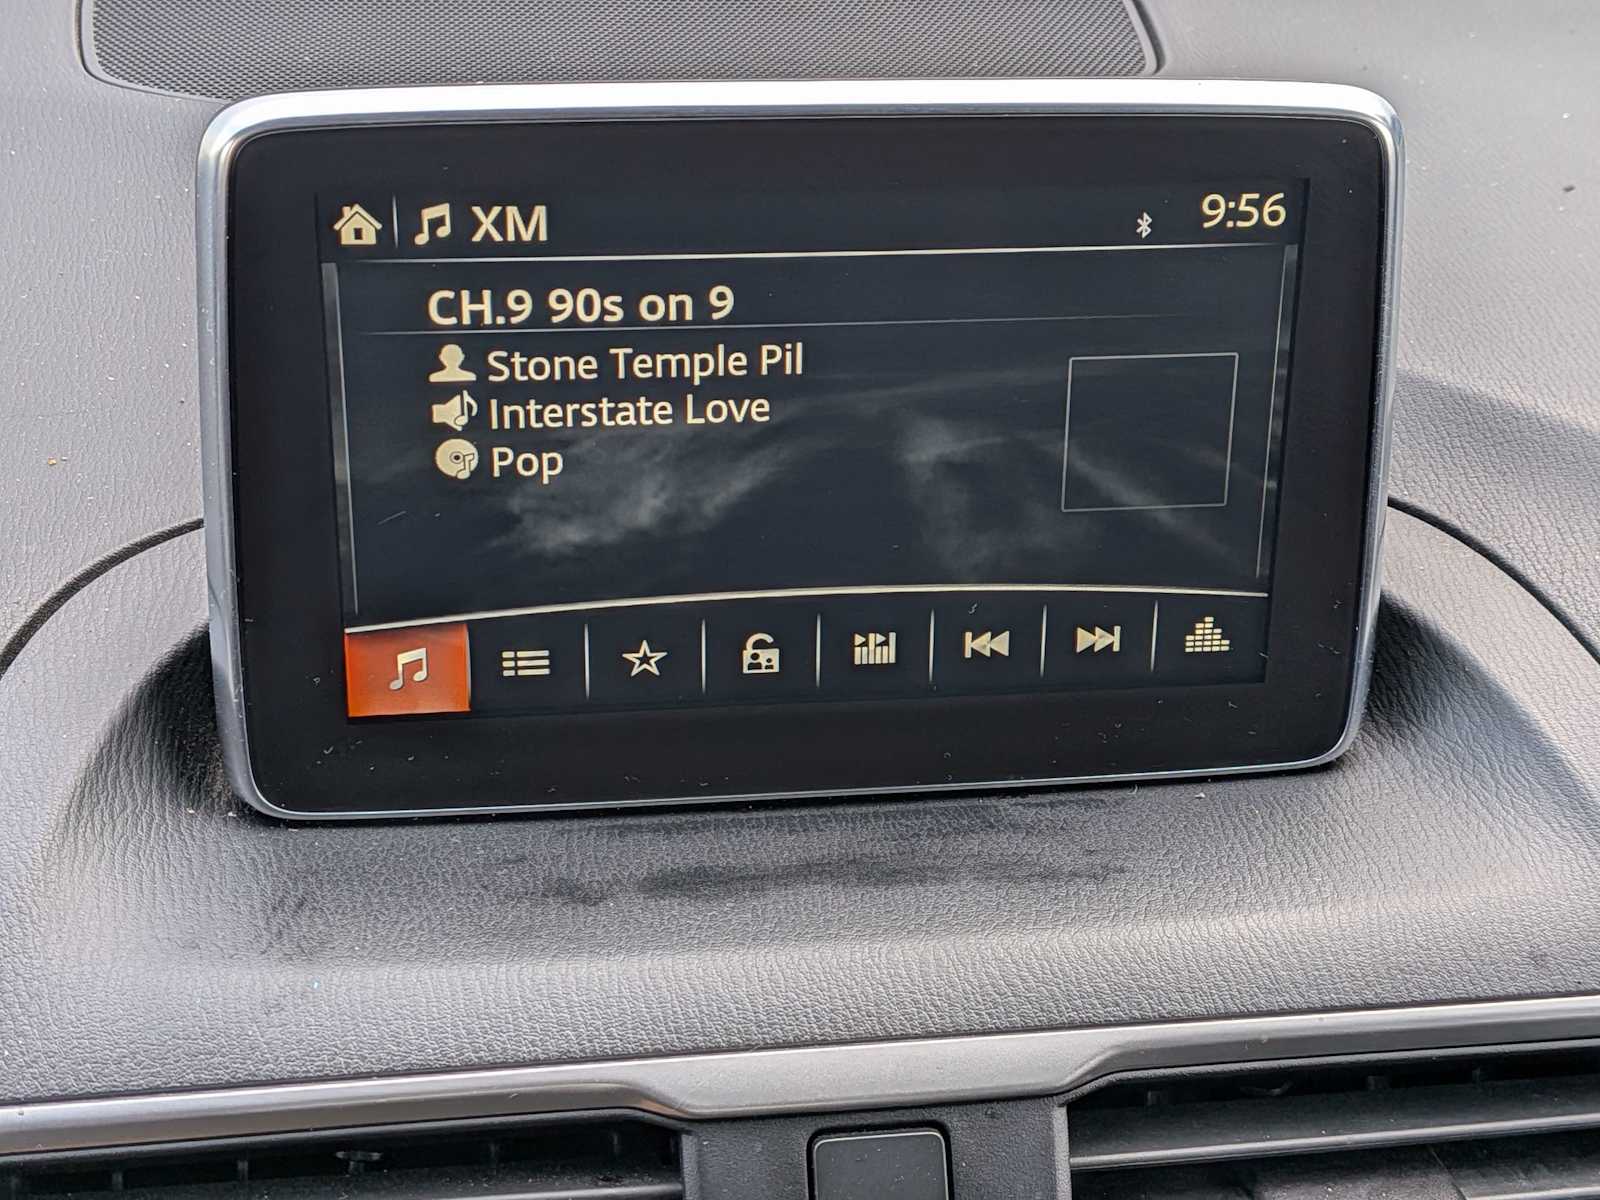 XM
9:56
CH.9 90s on 9
Stone Temple Pil
Interstate Love
Pop